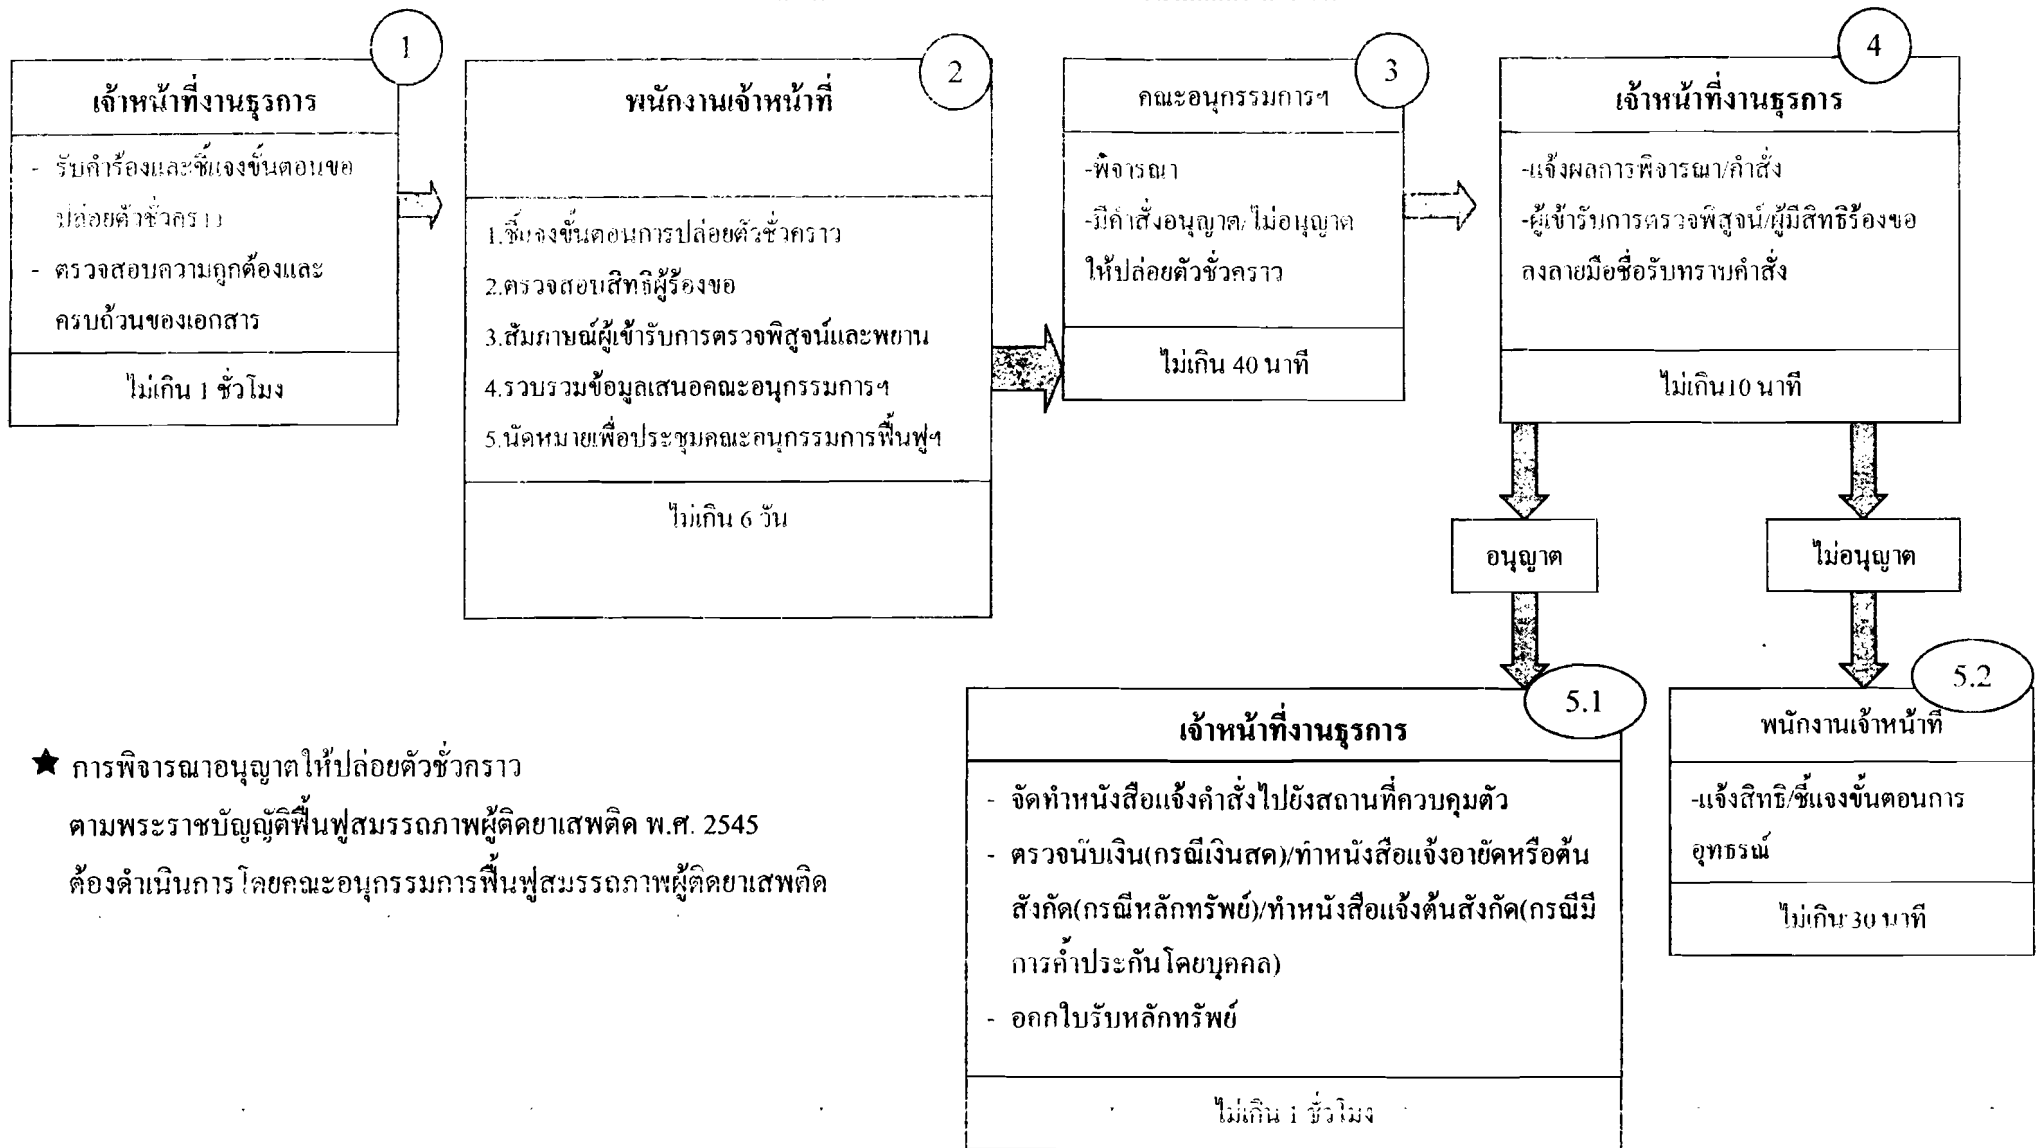 1
เจ้าหน้าที่งานธุรการ
- รับคำร้องและชี้แจงขั้นตอนขอ
ปล่อยตัวชั่วคราว
- ตรวจสอบความถูกต้องและ
ครบถ้วนของเอกสาร
ไม่เกิน 1 ชั่วโมง
2
พนักงานเจ้าหน้าที่
1.ชี้แจงขั้นตอนการปล่อยตัวชั่วคราว
2.ตรวจสอบสิทธิผู้ร้องขอ
3.สัมภาษณ์ผู้เข้ารับการตรวจพิสูจน์และพยาน
4.รวบรวมข้อมูลเสนอคณะอนุกรรมการฯ
5.นัดหมายเพื่อประชุมคณะอนุกรรมการฟื้นฟูฯ
ไม่เกิน 6 วัน
3
คณะอนุกรรมการฯ
-พิจารณา
-มีคำสั่งอนุญาต/ไม่อนุญาต
ให้ปล่อยตัวชั่วคราว
ไม่เกิน 40 นาที
4
เจ้าหน้าที่งานธุรการ
-แจ้งผลการพิจารณา/คำสั่ง
-ผู้เข้ารับการตรวจพิสูจน์/ผู้มีสิทธิร้องขอ
ลงลายมือชื่อรับทราบคำสั่ง
ไม่เกิน10 นาที
อนุญาต
ไม่อนุญาต
5.1
เจ้าหน้าที่งานธุรการ
- จัดทำหนังสือแจ้งคำสั่งไปยังสถานที่ควบคุมตัว
- ตรวจนับเงิน(กรณีเงินสด)/ทำหนังสือแจ้งอายัดหรือต้น
สังกัด(กรณีหลักทรัพย์)/ทำหนังสือแจ้งต้นสังกัด(กรณีมี
การค้ำประกันโดยบุคคล)
- ออกใบรับหลักทรัพย์
ไม่เกิน 1 ชั่วโมง
5.2
พนักงานเจ้าหน้าที่
-แจ้งสิทธิ/ชี้แจงขั้นตอนการ
อุทธรณ์
ไม่เกิน 30 นาที
★ การพิจารณาอนุญาตให้ปล่อยตัวชั่วคราว
ตามพระราชบัญญัติฟื้นฟูสมรรถภาพผู้ติดยาเสพติด พ.ศ. 2545
ต้องดำเนินการโดยคณะอนุกรรมการฟื้นฟูสมรรถภาพผู้ติดยาเสพติด